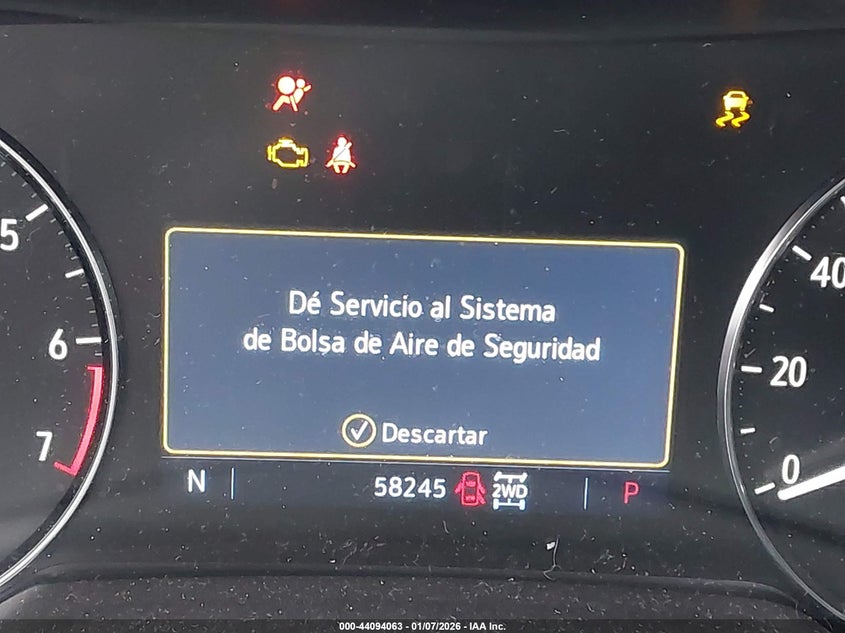 Dé Servicio al Sistema
de Bolsa de Aire de Seguridad
Descartar
5
6
7
40
20
0
N
58245
2WD
P
000-44094063 - 01/07/2026 - IAA Inc.